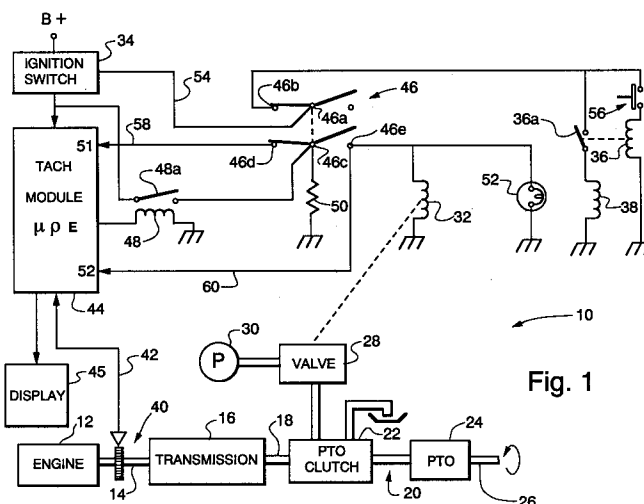 B+
34
IGNITION
SWITCH
54
46b
46
46a
56
36a
58
51
46d
46c
46e
36
TACH
MODULE
μρE
48a
48
50
32
52
38
52
60
44
30
P
VALVE
28
10
42
DISPLAY
45
Fig. 1
12
40
16
18
22
24
ENGINE
TRANSMISSION
PTO
CLUTCH
PTO
14
20
26